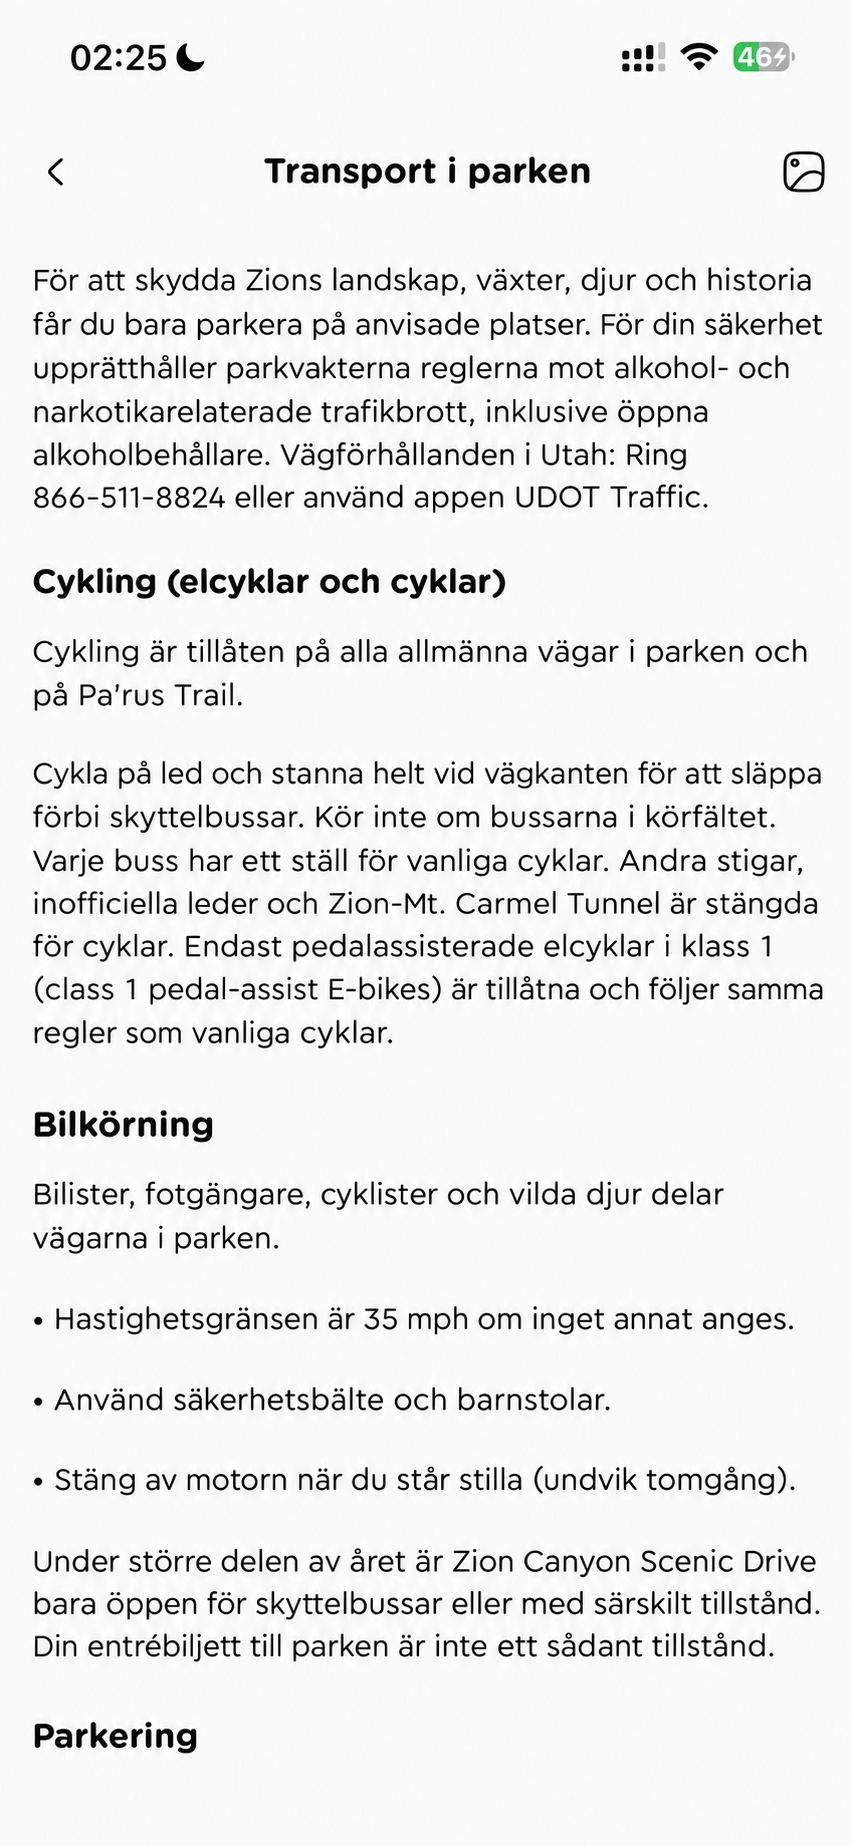 02:25
46
Transport i parken
För att skydda Zions landskap, växter, djur och historia
får du bara parkera på anvisade platser. För din säkerhet
upprätthåller parkvakterna reglerna mot alkohol- och
narkotikarelaterade trafikbrott, inklusive öppna
alkoholbehållare. Vägförhållanden i Utah: Ring
866-511-8824 eller använd appen UDOT Traffic.
Cykling (elcyklar och cyklar)
Cykling är tillåten på alla allmänna vägar i parken och
på Pa'rus Trail.
Cykla på led och stanna helt vid vägkanten för att släppa
förbi skyttelbussar. Kör inte om bussarna i körfältet.
Varje buss har ett ställ för vanliga cyklar. Andra stigar,
inofficiella leder och Zion-Mt. Carmel Tunnel är stängda
för cyklar. Endast pedalassisterade elcyklar i klass 1
(class 1 pedal-assist E-bikes) är tillåtna och följer samma
regler som vanliga cyklar.
Bilkörning
Bilister, fotgängare, cyklister och vilda djur delar
vägarna i parken.
• Hastighetsgränsen är 35 mph om inget annat anges.
• Använd säkerhetsbälte och barnstolar.
• Stäng av motorn när du står stilla (undvik tomgång).
Under större delen av året är Zion Canyon Scenic Drive
bara öppen för skyttelbussar eller med särskilt tillstånd.
Din entrébiljett till parken är inte ett sådant tillstånd.
Parkering